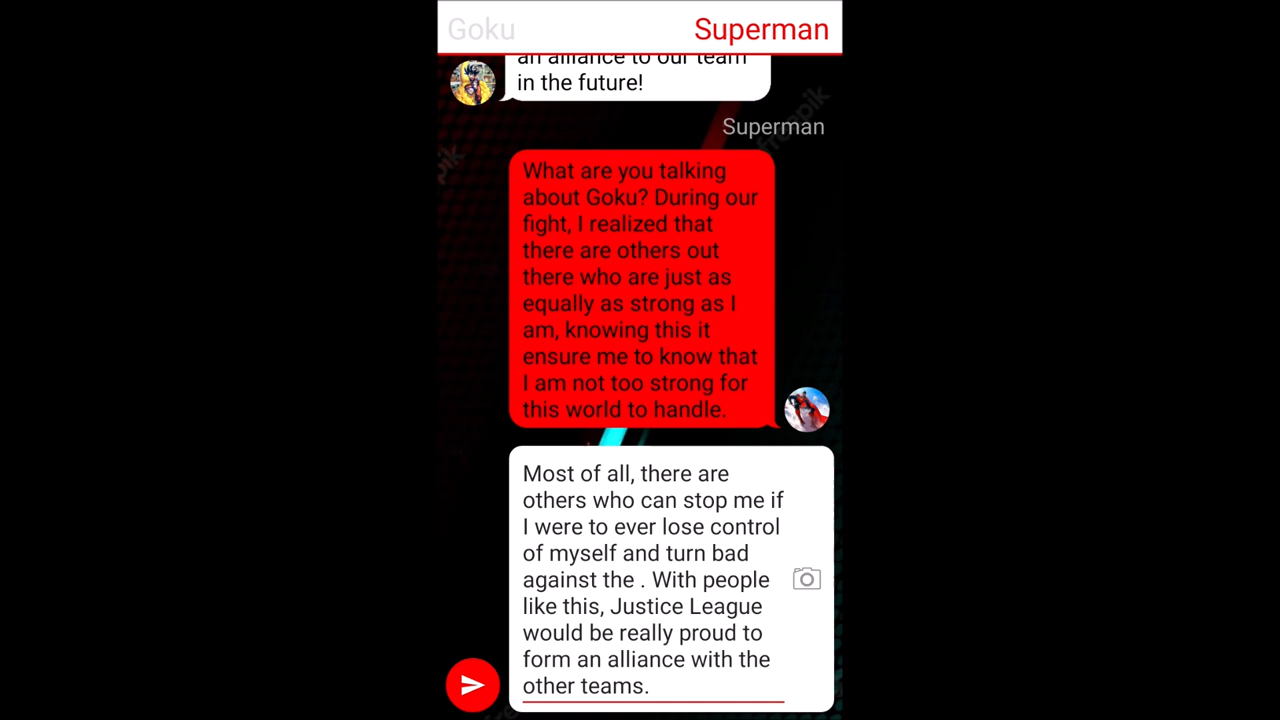 Goku
Superman
an alliance to our team
in the future!
Superman
What are you talking
about Goku? During our
fight, I realized that
there are others out
there who are just as
equally as strong as I
am, knowing this it
ensure me to know that
I am not too strong for
this world to handle.
Most of all, there are
others who can stop me if
I were to ever lose control
of myself and turn bad
against the . With people
like this, Justice League
would be really proud to
form an alliance with the
other teams.
freepik